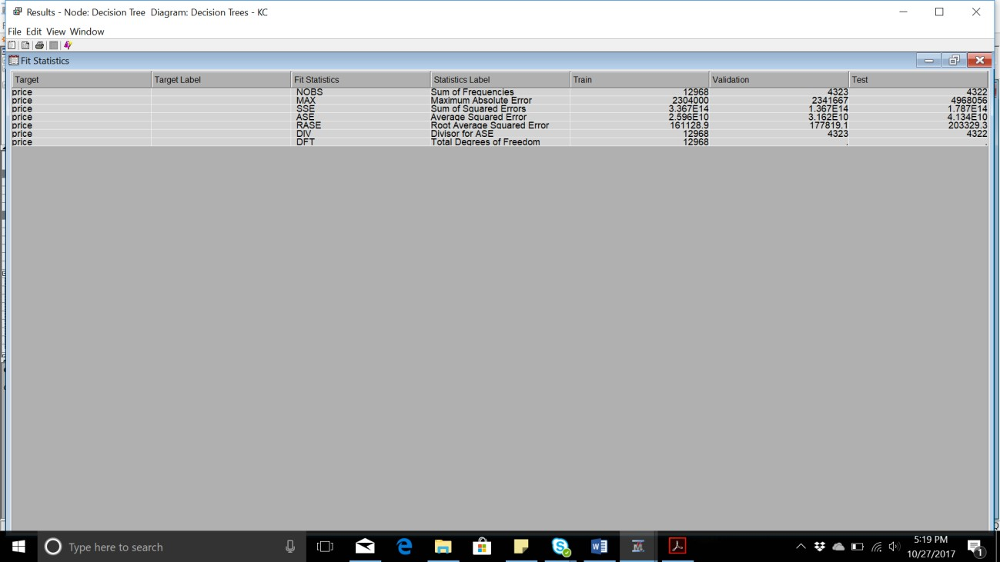 Results - Node: Decision Tree Diagram: Decision Trees - KC
File Edit View Window
Fit Statistics
Target Target Label Fit Statistics Statistics Label Train Validation Test
price NOBS Sum of Frequencies 12968 4323 4322
price MAX Maximum Absolute Error 2304000 2341667 4968056
price SSE Sum of Squared Errors 3.367E14 1.367E14 1.787E14
price ASE Average Squared Error 2.596E10 3.162E10 4.134E10
price RASE Root Average Squared Error 161128.9 177819.1 203329.3
price DIV Divisor for ASE 12968 4323 4322
price DFT Total Degrees of Freedom 12968 . .
Type here to search
5:19 PM
10/27/2017
1